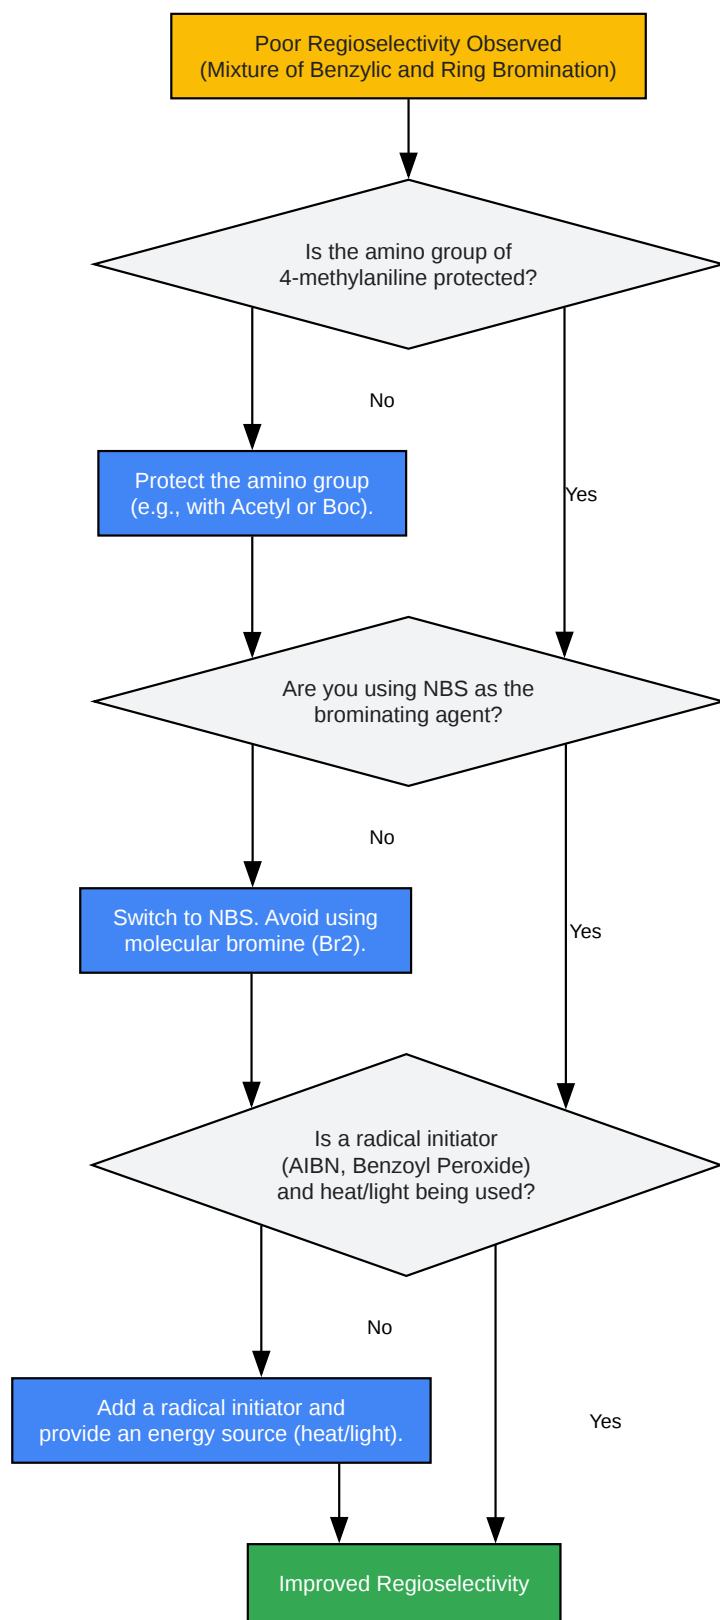 Poor Regioselectivity Observed
(Mixture of Benzylic and Ring Bromination)
Is the amino group of
4-methylaniline protected?
No
Protect the amino group
(e.g., with Acetyl or Boc).
Yes
Are you using NBS as the
brominating agent?
No
Switch to NBS. Avoid using
molecular bromine (Br2).
Yes
Is a radical initiator
(AIBN, Benzoyl Peroxide)
and heat/light being used?
No
Add a radical initiator and
provide an energy source (heat/light).
Yes
Improved Regioselectivity